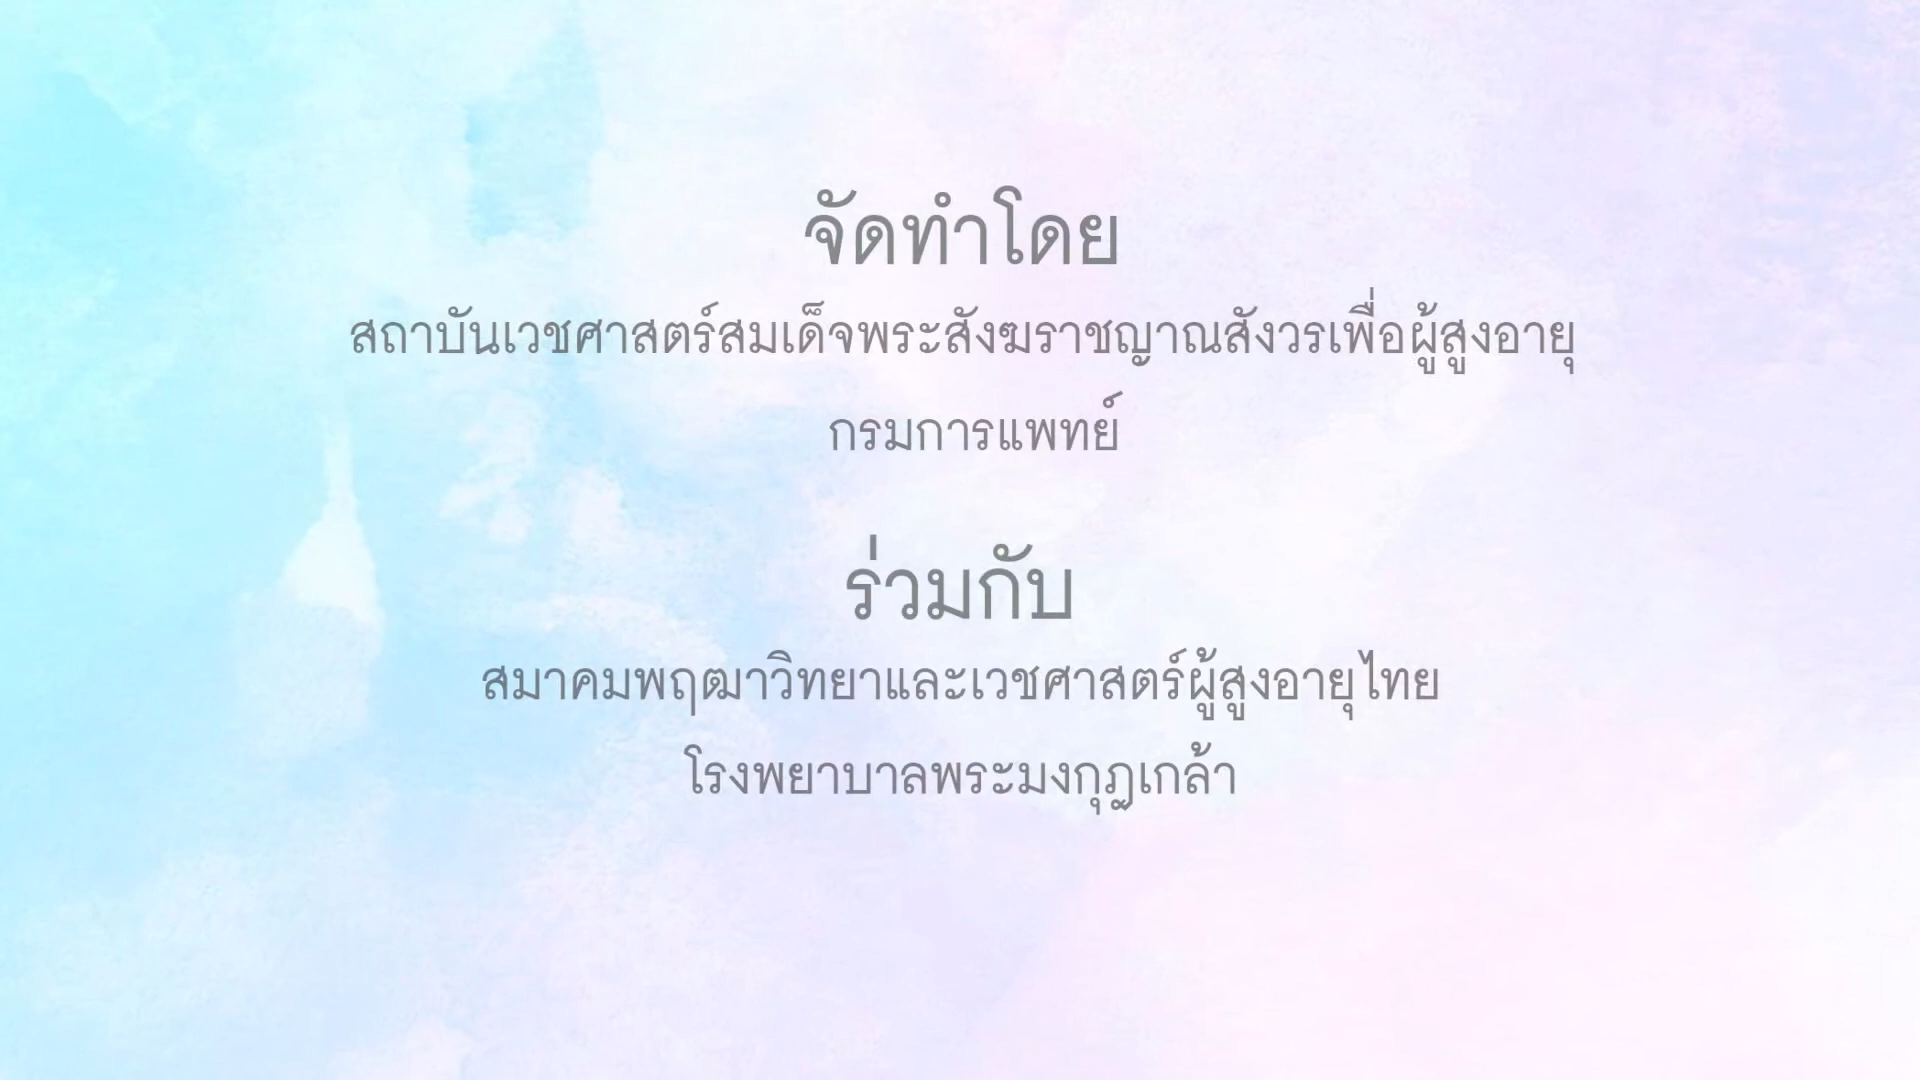 จัดทำโดย
สถาบันเวชศาสตร์สมเด็จพระสังฆราชญาณสังวรเพื่อผู้สูงอายุ
กรมการแพทย์
ร่วมกับ
สมาคมพฤฒาวิทยาและเวชศาสตร์ผู้สูงอายุไทย
โรงพยาบาลพระมงกุฎเกล้า